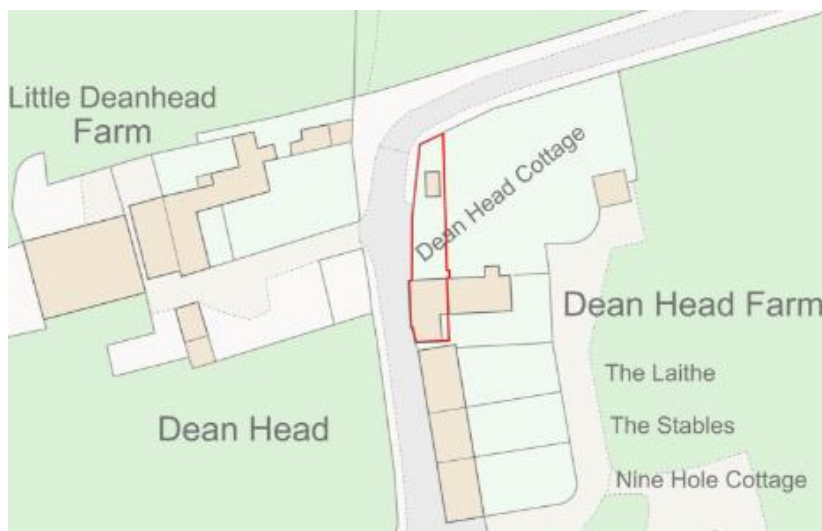 Little Deanhead
Farm
Dean Head Cottage
Dean Head Farm
The Laithe
Dean Head
The Stables
Nine Hole Cottage